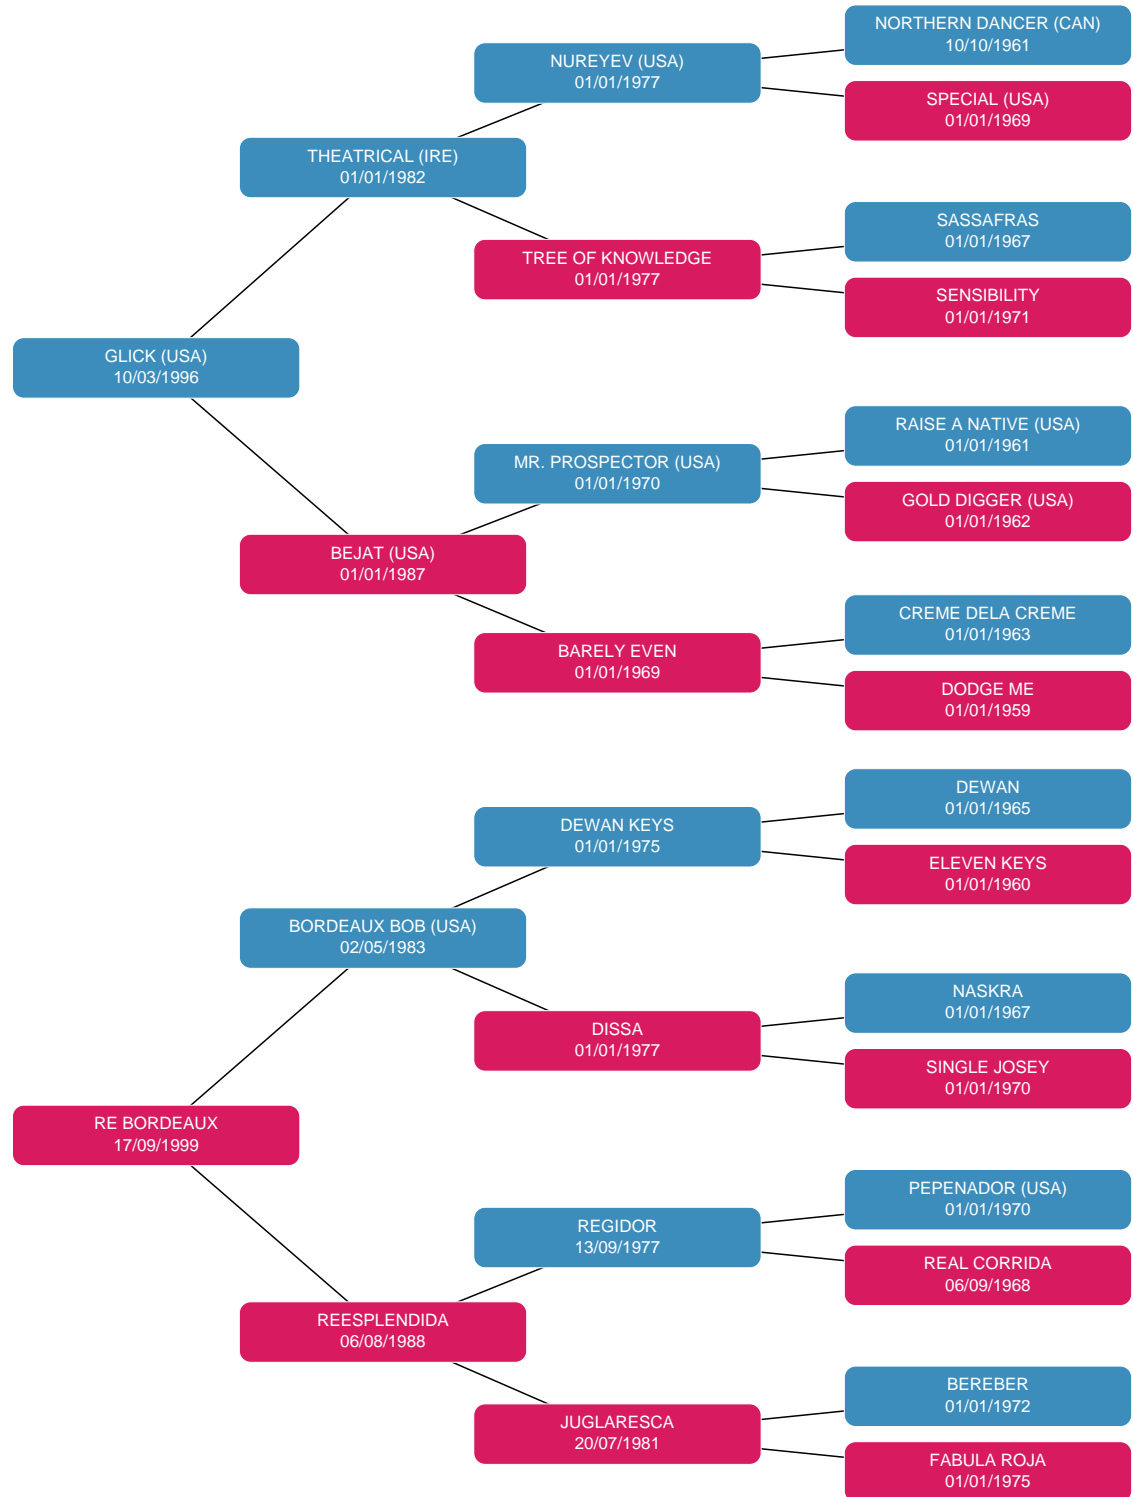 NORTHERN DANCER (CAN)
10/10/1961
NUREYEV (USA)
01/01/1977
SPECIAL (USA)
01/01/1969
THEATRICAL (IRE)
01/01/1982
SASSAFRAS
01/01/1967
TREE OF KNOWLEDGE
01/01/1977
SENSIBILITY
01/01/1971
GLICK (USA)
10/03/1996
RAISE A NATIVE (USA)
01/01/1961
MR. PROSPECTOR (USA)
01/01/1970
GOLD DIGGER (USA)
01/01/1962
BEJAT (USA)
01/01/1987
CREME DELA CREME
01/01/1963
BARELY EVEN
01/01/1969
DODGE ME
01/01/1959
DEWAN
01/01/1965
DEWAN KEYS
01/01/1975
ELEVEN KEYS
01/01/1960
BORDEAUX BOB (USA)
02/05/1983
NASKRA
01/01/1967
DISSA
01/01/1977
SINGLE JOSEY
01/01/1970
RE BORDEAUX
17/09/1999
PEPENADOR (USA)
01/01/1970
REGIDOR
13/09/1977
REAL CORRIDA
06/09/1968
REESPLENDIDA
06/08/1988
BEREBER
01/01/1972
JUGLARESCA
20/07/1981
FABULA ROJA
01/01/1975